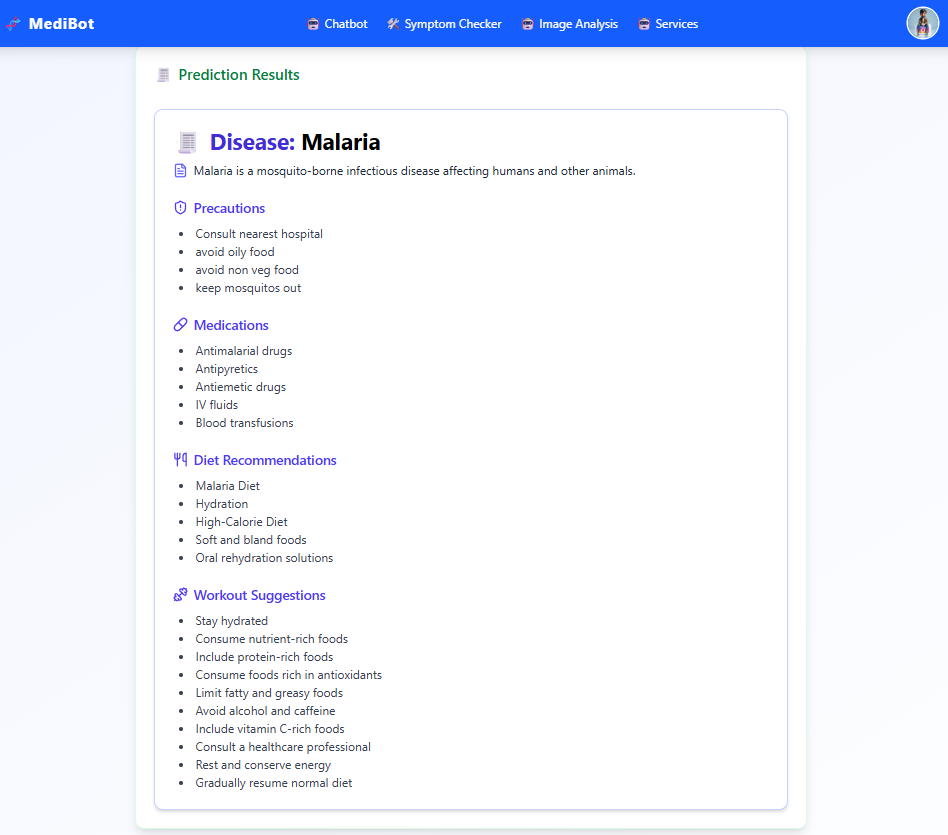 MediBot
Chatbot
Symptom Checker
Image Analysis
Services
Prediction Results
Disease: Malaria
Malaria is a mosquito-borne infectious disease affecting humans and other animals.
Precautions
Consult nearest hospital
avoid oily food
avoid non veg food
keep mosquitos out
Medications
Antimalarial drugs
Antipyretics
Antiemetic drugs
IV fluids
Blood transfusions
Diet Recommendations
Malaria Diet
Hydration
High-Calorie Diet
Soft and bland foods
Oral rehydration solutions
Workout Suggestions
Stay hydrated
Consume nutrient-rich foods
Include protein-rich foods
Consume foods rich in antioxidants
Limit fatty and greasy foods
Avoid alcohol and caffeine
Include vitamin C-rich foods
Consult a healthcare professional
Rest and conserve energy
Gradually resume normal diet